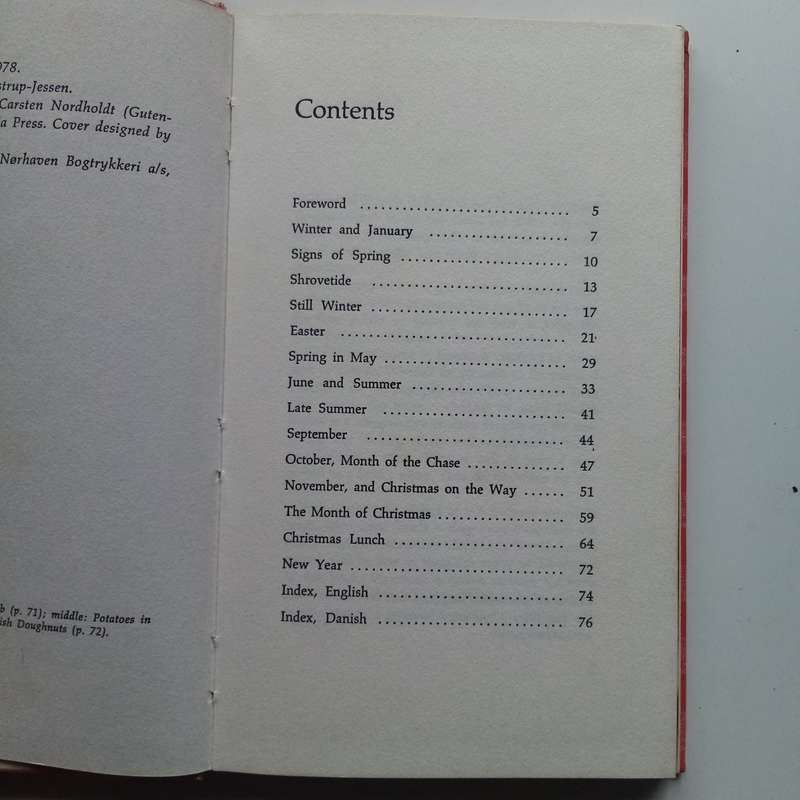 1978.
Carsten Nordholdt (Guten-
Press. Cover designed by
Nørhaven Bogtrykkeri a/s,
(p. 71); middle: Potatoes in
Doughnuts (p. 72).
Contents
Foreword .............................. 5
Winter and January .................... 7
Signs of Spring ........................ 10
Shrovetide ............................ 13
Still Winter ............................ 17
Easter ................................ 21
Spring in May .......................... 29
June and Summer ...................... 33
Late Summer .......................... 41
September ............................ 44
October, Month of the Chase .............. 47
November, and Christmas on the Way ...... 51
The Month of Christmas .................. 59
Christmas Lunch ........................ 64
New Year .............................. 72
Index, English .......................... 74
Index, Danish .......................... 76